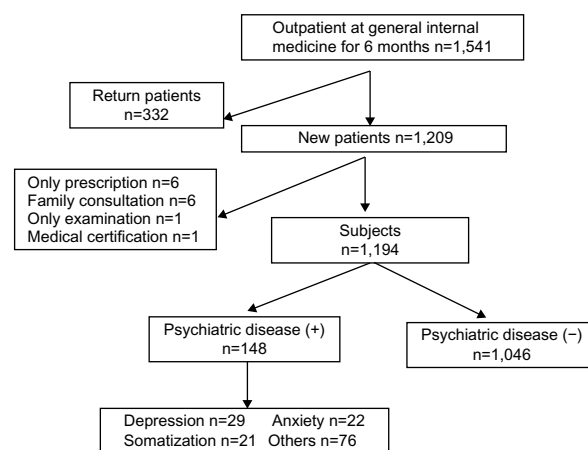 Outpatient at general internal
medicine for 6 months n=1,541
Return patients
n=332
New patients n=1,209
Only prescription n=6
Family consultation n=6
Only examination n=1
Medical certification n=1
Subjects
n=1,194
Psychiatric disease (+)
n=148
Psychiatric disease (−)
n=1,046
Depression n=29 Anxiety n=22
Somatization n=21 Others n=76